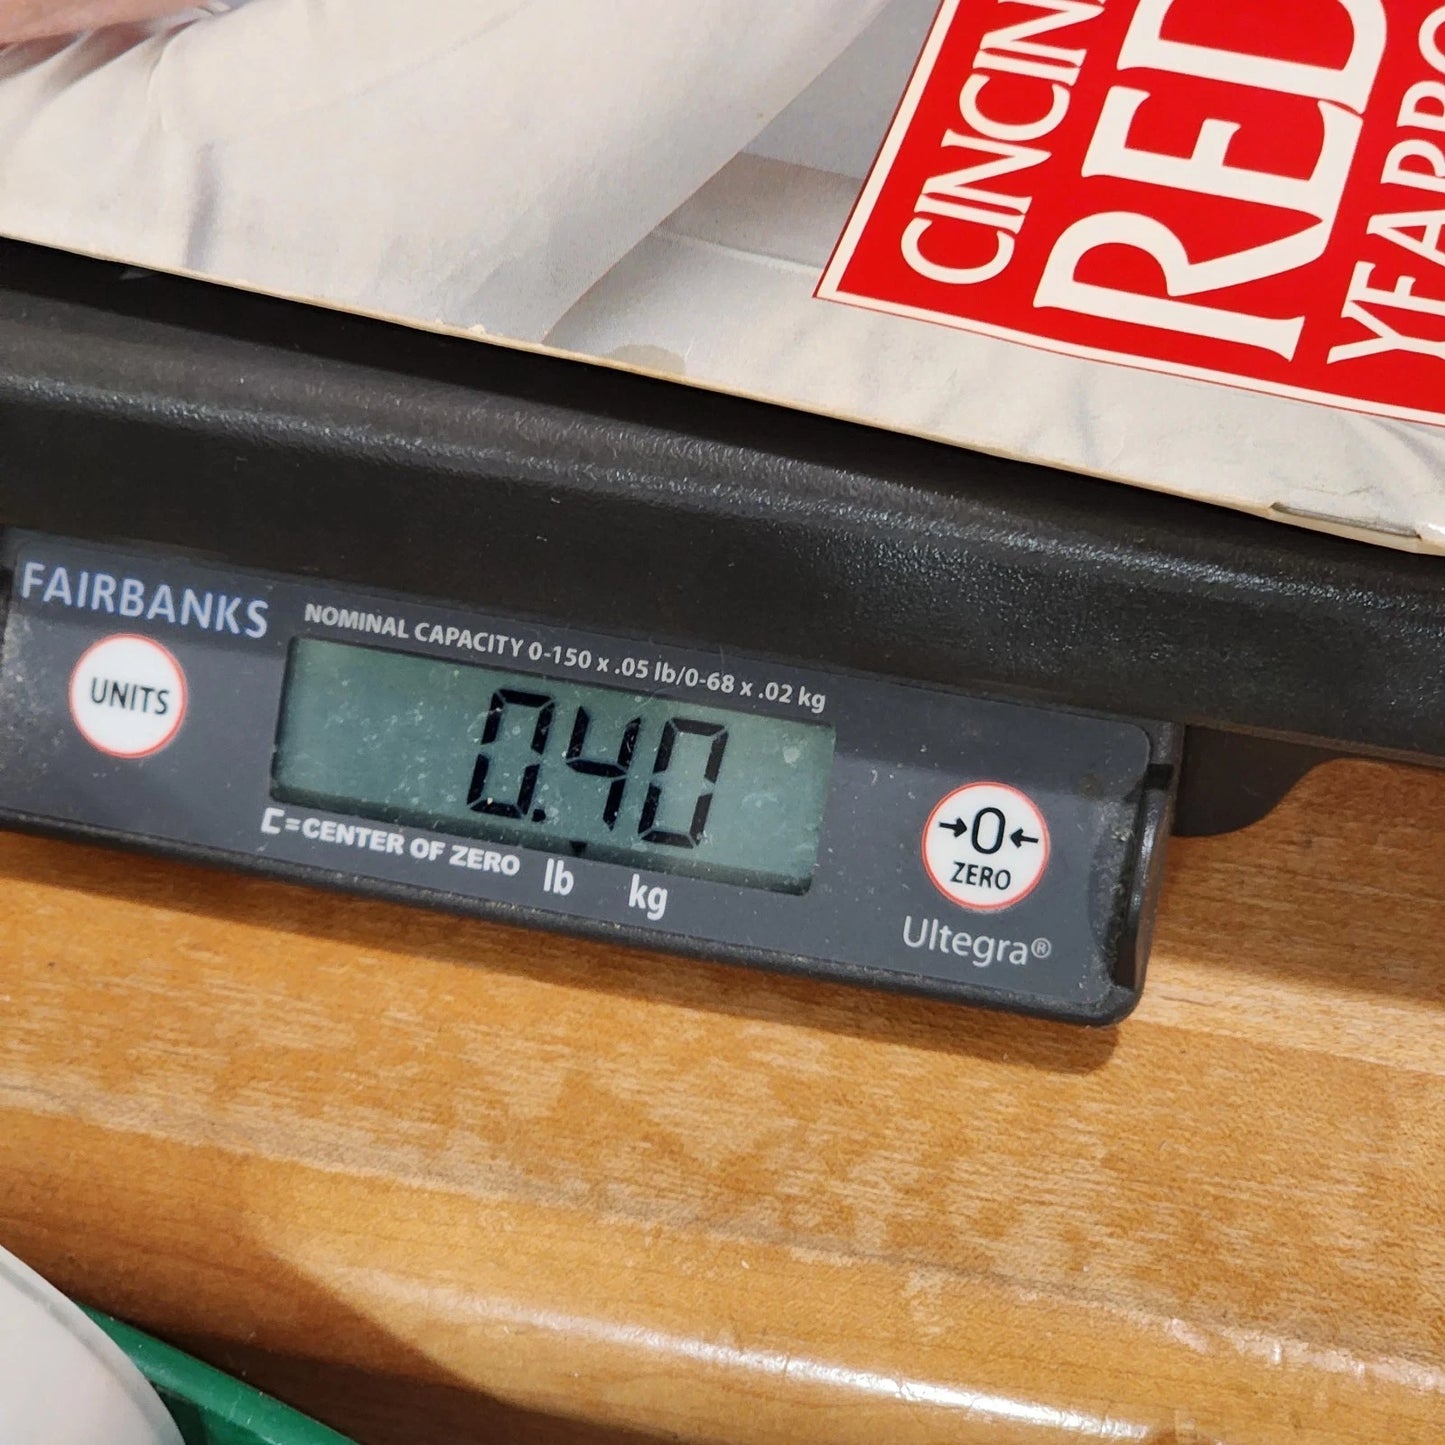 CINCIN
RED
YEARBO
FAIRBANKS
NOMINAL CAPACITY 0-150 x .05 lb/0-68 x .02 kg
UNITS
0.40
→0←
ZERO
⊏=CENTER OF ZERO lb kg
Ultegra®